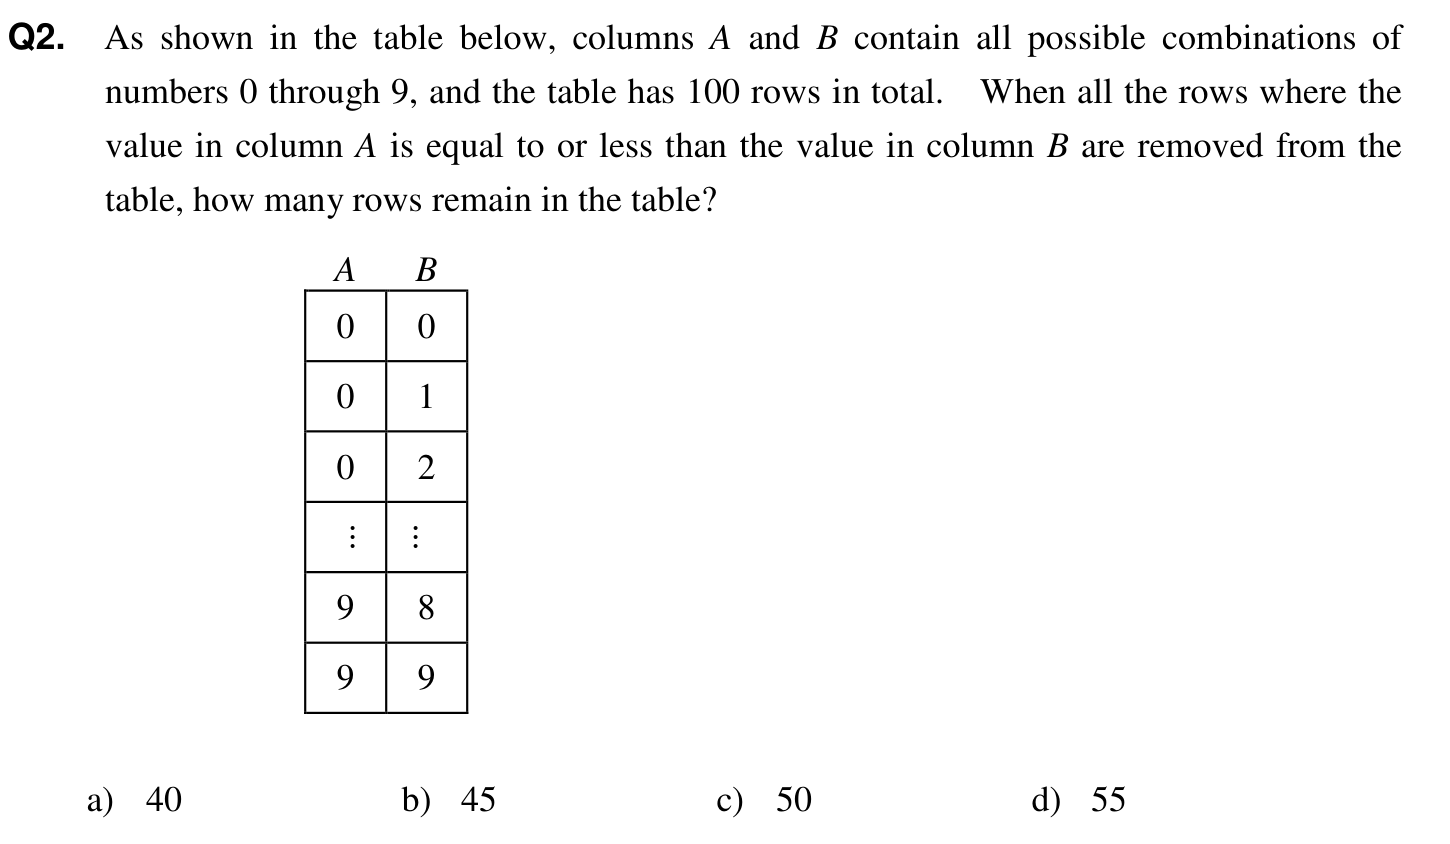 Q2. As shown in the table below, columns A and B contain all possible combinations of
numbers 0 through 9, and the table has 100 rows in total. When all the rows where the
value in column A is equal to or less than the value in column B are removed from the
table, how many rows remain in the table?
A B
0 0
0 1
0 2
⋮ ⋮
9 8
9 9
a) 40 b) 45 c) 50 d) 55